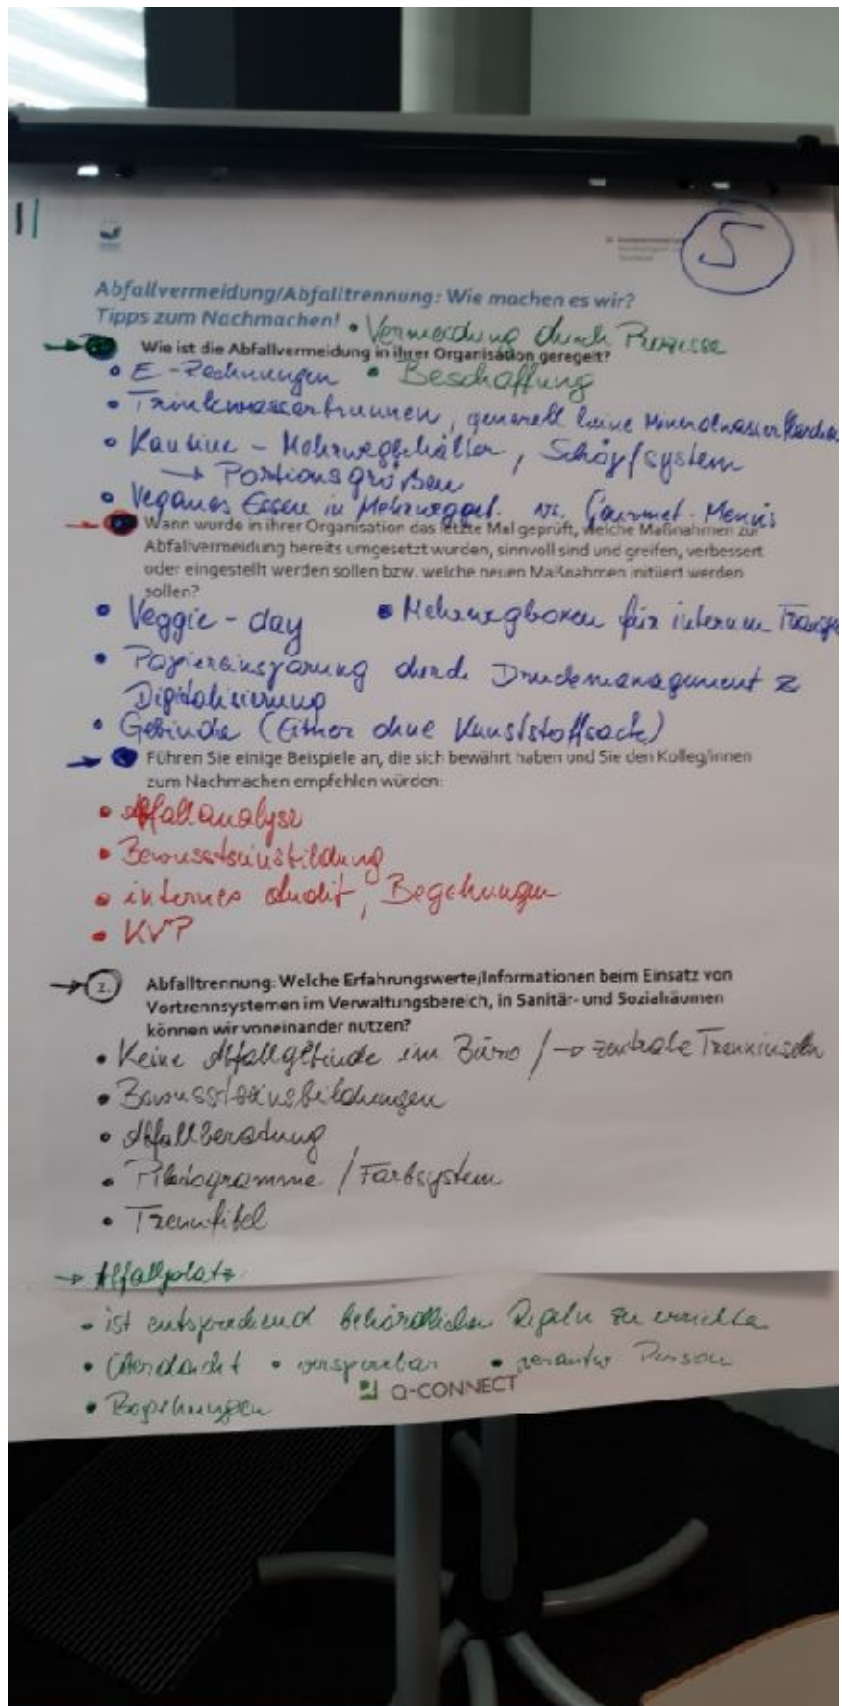 5
Abfallvermeidung/Abfalltrennung: Wie machen es wir?
Tipps zum Nachmachen! • Vermeidung durch Prozesse
Wie ist die Abfallvermeidung in ihrer Organisation geregelt?
• E-Rechnungen • Beschaffung
• Trinkwasserbrunnen, generell keine Mineralwasserflaschen
• Kantine - Mehrwegbehälter, Schöpfsystem
→ Portionsgrößen
• Veganes Essen in Mehrweggeb. vs. Gourmet-Menüs
Wann wurde in ihrer Organisation das letzte Mal geprüft, welche Maßnahmen zur
Abfallvermeidung bereits umgesetzt wurden, sinnvoll sind und greifen, verbessert
oder eingestellt werden sollen bzw. welche neuen Maßnahmen initiiert werden
sollen?
• Veggie-day • Mehrwegboxen für internen
• Papiereinsparung durch Druckmanagement
Digitalisierung
• Gebinde (Eimer ohne Kunststoffsack)
Führen Sie einige Beispiele an, die sich bewährt haben und Sie den Kolleg/innen
zum Nachmachen empfehlen würden:
• Abfallanalyse
• Bewusstseinsbildung
• internes Audit, Begehungen
• KVP
→ 2. Abfalltrennung: Welche Erfahrungswerte/Informationen beim Einsatz von
Vortrennsystemen im Verwaltungsbereich, in Sanitär- und Sozialräumen
können wir voneinander nutzen?
• Keine Abfallgebinde im Büro / → zentrale Trenninseln
• Bewusstseinsbildungen
• Abfallberatung
• Piktogramme / Farbsystem
• Trennfibel
→ Abfallplatz
• ist entsprechend behördlichen Regeln zu errichten
• Überdacht • versperrbar • Person
• Begehungen
Q-CONNECT